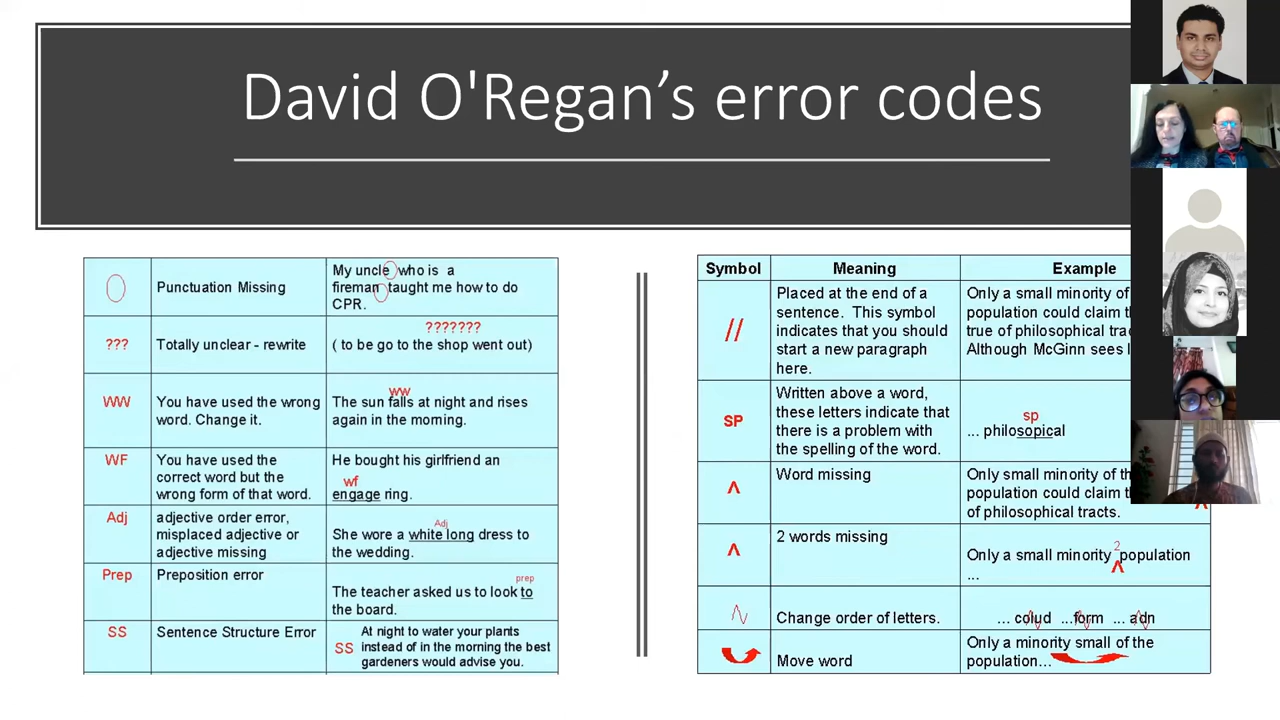 David O'Regan’s error codes
Punctuation Missing
My uncle who is a
fireman taught me how to do
CPR.
???
Totally unclear - rewrite
???????
( to be go to the shop went out)
WW
You have used the wrong
word. Change it.
ww
The sun falls at night and rises
again in the morning.
WF
You have used the
correct word but the
wrong form of that word.
He bought his girlfriend an
wf
engage ring.
Adj
adjective order error,
misplaced adjective or
adjective missing
Adj
She wore a white long dress to
the wedding.
Prep
Preposition error
prep
The teacher asked us to look to
the board.
SS
Sentence Structure Error
SS
At night to water your plants
instead of in the morning the best
gardeners would advise you.
Symbol Meaning Example
//
Placed at the end of a
sentence. This symbol
indicates that you should
start a new paragraph
here.
Only a small minority of
population could claim
true of philosophical
Although McGinn sees
SP
Written above a word,
these letters indicate that
there is a problem with
the spelling of the word.
sp
... philosopical
Word missing
Only small minority of the
population could claim
of philosophical tracts.
2 words missing
2
Only a small minority population
...
Change order of letters.
... colud ...form ... adn
Move word
Only a minority small of the
population...